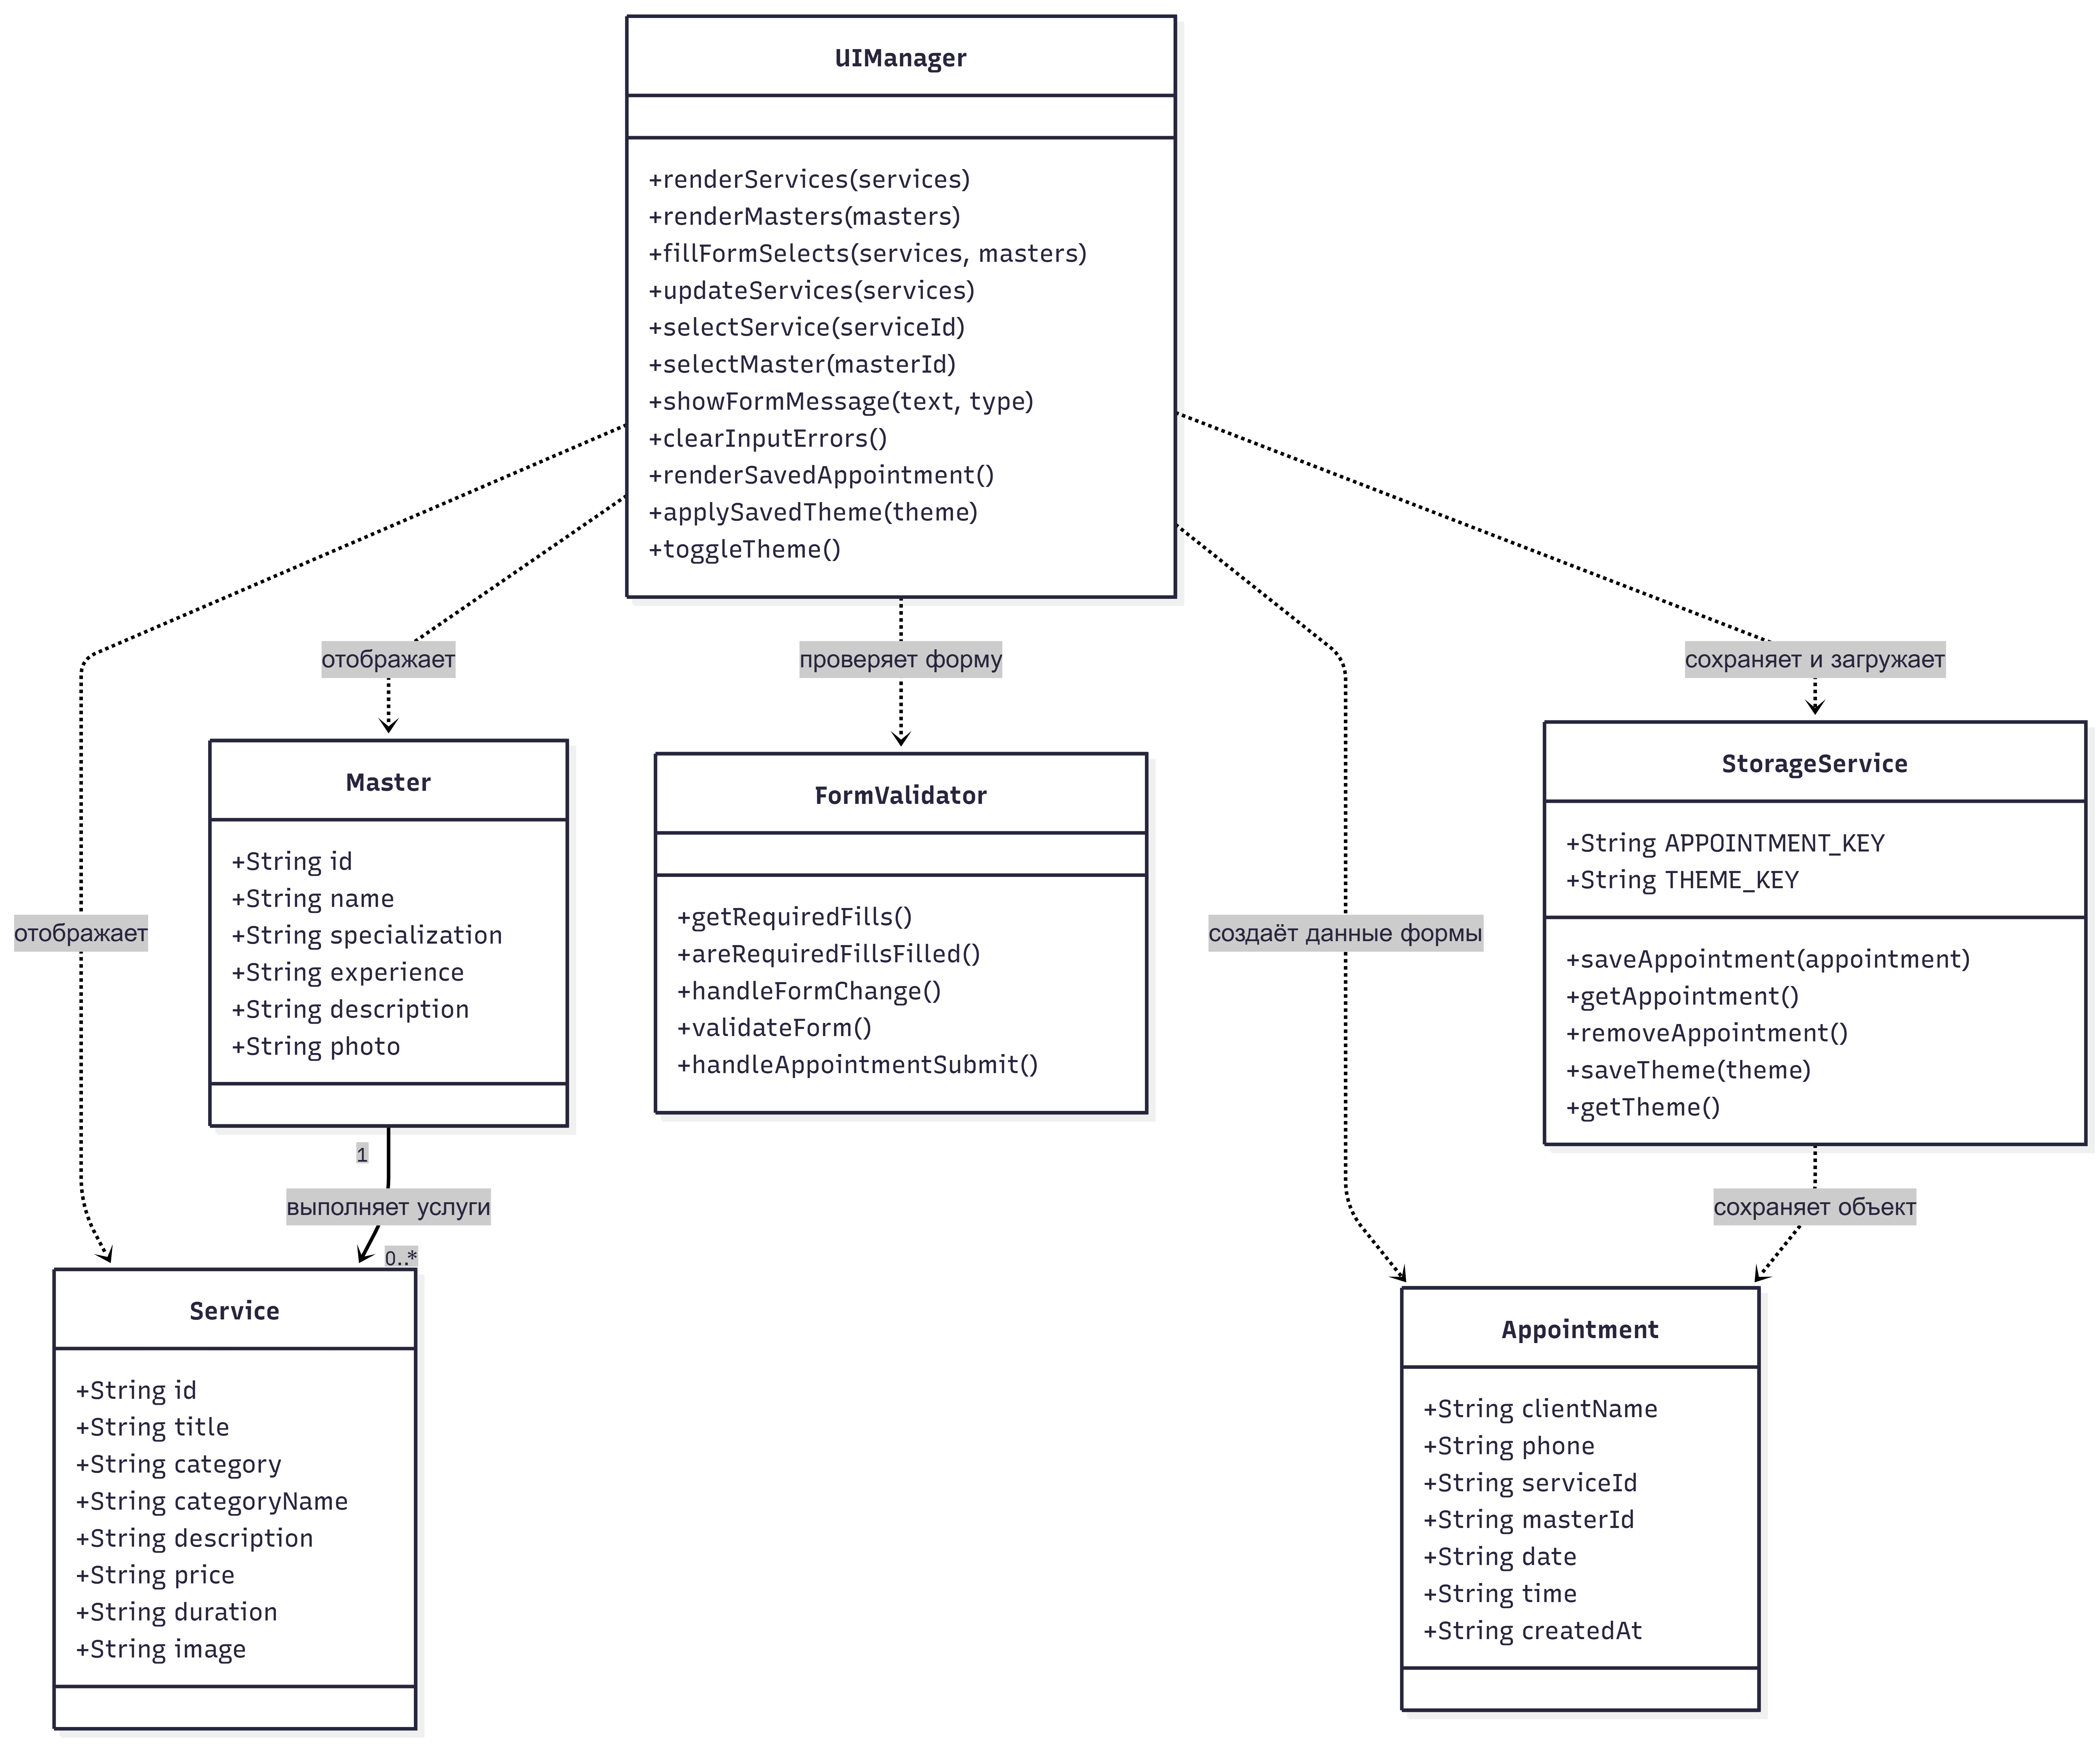 UIManager
+renderServices(services)
+renderMasters(masters)
+fillFormSelects(services, masters)
+updateServices(services)
+selectService(serviceId)
+selectMaster(masterId)
+showFormMessage(text, type)
+clearInputErrors()
+renderSavedAppointment()
+applySavedTheme(theme)
+toggleTheme()
отображает
проверяет форму
сохраняет и загружает
Master
+String id
+String name
+String specialization
+String experience
+String description
+String photo
FormValidator
+getRequiredFills()
+areRequiredFillsFilled()
+handleFormChange()
+validateForm()
+handleAppointmentSubmit()
StorageService
+String APPOINTMENT_KEY
+String THEME_KEY
+saveAppointment(appointment)
+getAppointment()
+removeAppointment()
+saveTheme(theme)
+getTheme()
отображает
создаёт данные формы
1
выполняет услуги
0..*
сохраняет объект
Service
+String id
+String title
+String category
+String categoryName
+String description
+String price
+String duration
+String image
Appointment
+String clientName
+String phone
+String serviceId
+String masterId
+String date
+String time
+String createdAt